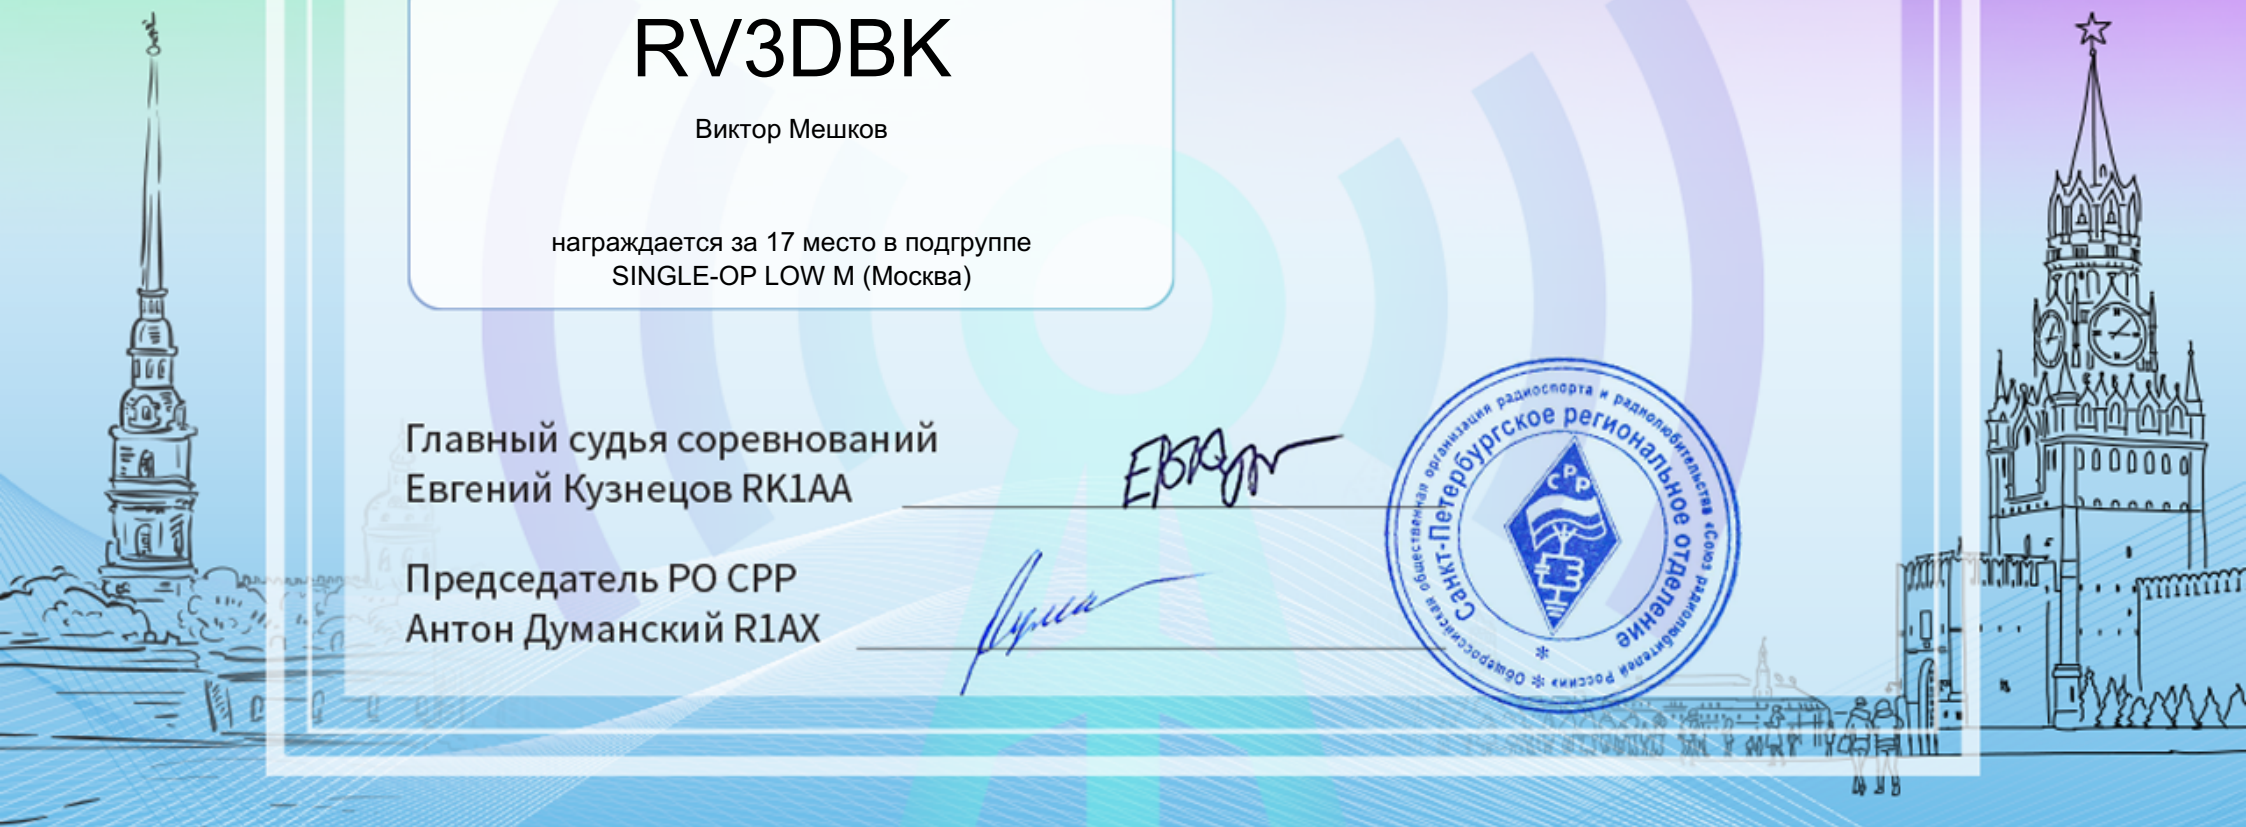 RV3DBK
Виктор Мешков
награждается за 17 место в подгруппе
SINGLE-OP LOW M (Москва)
Главный судья соревнований
Евгений Кузнецов RK1AA
Председатель РО СРР
Антон Думанский R1AX
Общероссийская общественная организация радиоспорта и радиолюбительства «Союз радиолюбителей России»
Санкт-Петербургское региональное отделение
СРР